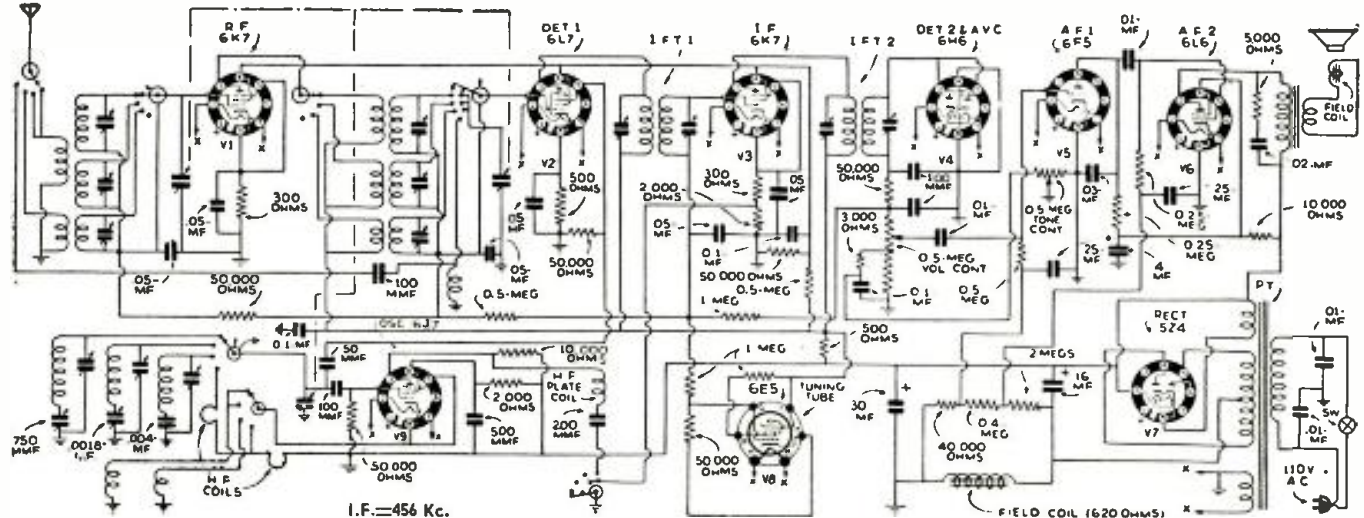 R F
6K7
DET 1
6L7
I F T 1
I F
6K7
I F T 2
DET 2 & AVC
6H6
A F 1
6F5
.01-
MF
A F 2
6L6
5,000
OHMS
FIELD
COIL
V1
V2
V3
V4
V5
V6
.02-MF
300
OHMS
.05-
MF
.05-
MF
500
OHMS
.05
MF
50,000
OHMS
.05-
MF
300
OHMS
2 000
OHMS
.05
MF
.05-
MF
0.1-
MF
50 000 OHMS
0.5-MEG
50,000
OHMS
100
MMF
3 000
OHMS
.01-
MF
0.5-MEG
VOL CONT
0.1
MF
0.5
MEG
0.5 MEG
TONE
CONT
.03-
MF
.25-
MF
0.2
MEG
.25
MF
0.25
MEG
4
MF
10 000
OHMS
50 000
OHMS
100
MMF
0.5-MEG
1 MEG
500
OHMS
0.1 MF
50
MMF
OSC 6J7
10,000
OHM
H F
PLATE
COIL
2 000
OHMS
1 MEG
6E5
TUNING
TUBE
2 MEGS
16
MF
RECT
5Z4
PT
.01-
MF
SW
.01-
MF
110 V
A C
750
MMF
.0018-
MF
.004-
MF
100
MMF
V9
500
MMF
200
MMF
50 000
OHMS
V8
30
MF
0.4
MEG
40,000
OHMS
V7
H F
COILS
50 000
OHMS
I.F.=456 Kc.
FIELD COIL (620 OHMS)
X
X